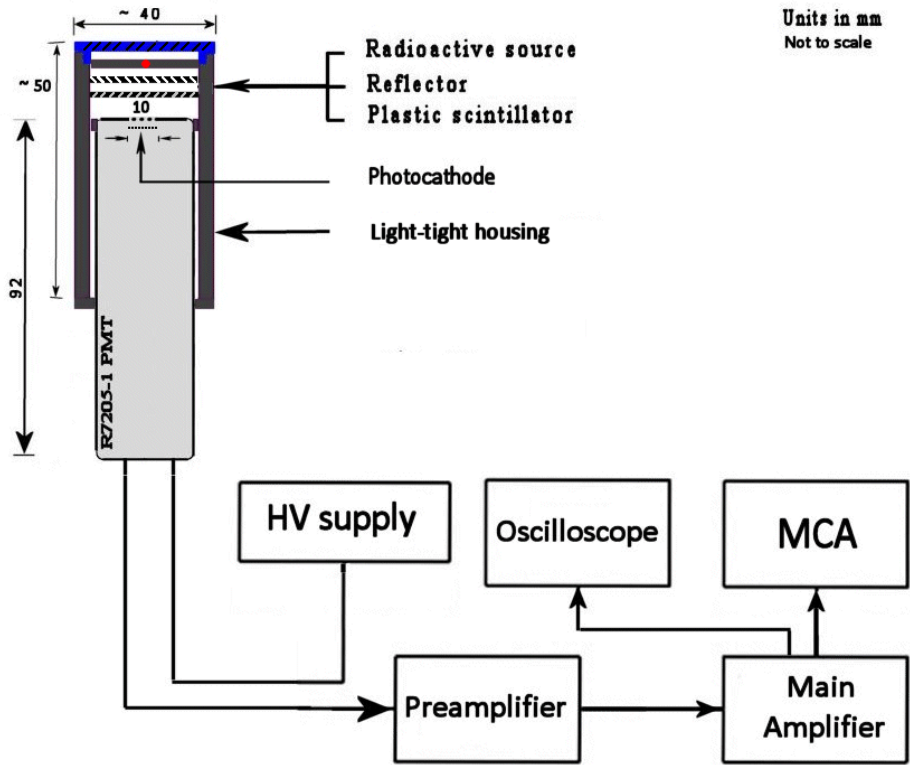 ~ 40
Units in mm
Not to scale
Radioactive source
~ 50
Reflector
10
Plastic scintillator
Photocathode
Light-tight housing
92
R7205-1 PMT
HV supply
Oscilloscope
MCA
Preamplifier
Main
Amplifier